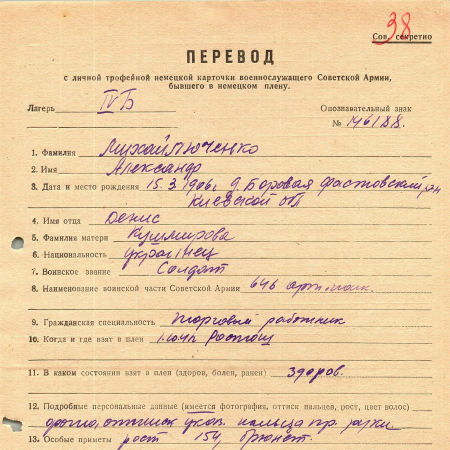 38
Сов. секретно
ПЕРЕВОД
с личной трофейной немецкой карточки военнослужащего Советской Армии,
бывшего в немецком плену.
Лагерь IV Б Опознавательный знак
№ 146188.
1. Фамилия Михайлюченко
2. Имя Александр
3. Дата и место рождения 15.3.1906г. д. Боровая Фастовский р-н
Киевской обл
4. Имя отца Денис
5. Фамилия матери Кушмирова
6. Национальность украинец
7. Воинское звание Солдат
8. Наименование воинской части Советской Армии 646 арт.полк.
9. Гражданская специальность торговый работник
10. Когда и где взят в плен
11. В каком состоянии взят в плен (здоров, болен, ранен) здоров.
12. Подробные персональные данные (имеется фотография, оттиск пальцев, рост, цвет волос)
фото, оттиск указ. пальца пр. руки.
13. Особые приметы рост 154, брюнет.